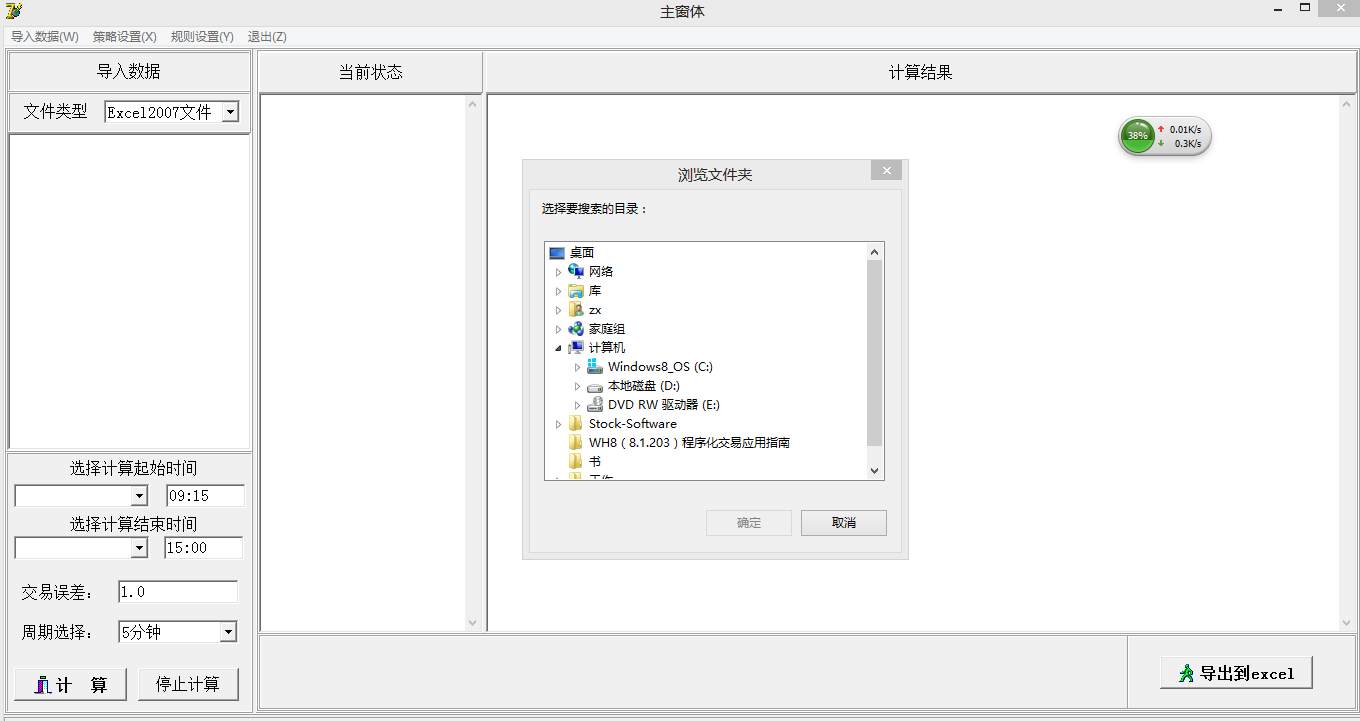 主窗体
导入数据(W) 策略设置(X) 规则设置(Y) 退出(Z)
导入数据
当前状态
计算结果
文件类型 Excel2007文件
38% 0.01K/s
0.3K/s
浏览文件夹
选择要搜索的目录：
桌面
网络
库
zx
家庭组
计算机
Windows8_OS (C:)
本地磁盘 (D:)
DVD RW 驱动器 (E:)
Stock-Software
WH8（8.1.203）程序化交易应用指南
书
确定 取消
选择计算起始时间
09:15
选择计算结束时间
15:00
交易误差： 1.0
周期选择： 5分钟
计 算 停止计算
导出到excel